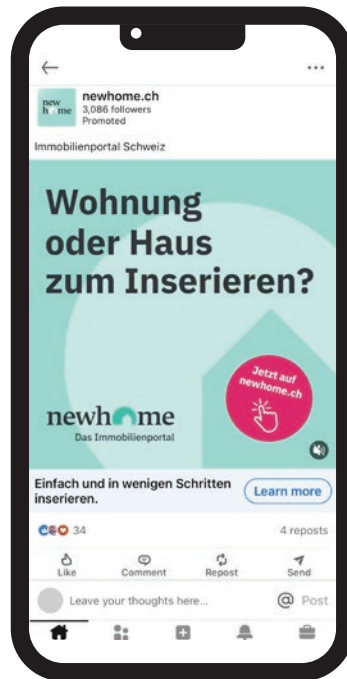 new
h me
newhome.ch
3,086 followers
Promoted
Immobilienportal Schweiz
Wohnung
oder Haus
zum Inserieren?
Jetzt auf
newhome.ch
newhome
Das Immobilienportal
Einfach und in wenigen Schritten
inserieren.
Learn more
34
4 reposts
Like
Comment
Repost
Send
Leave your thoughts here...
@ Post